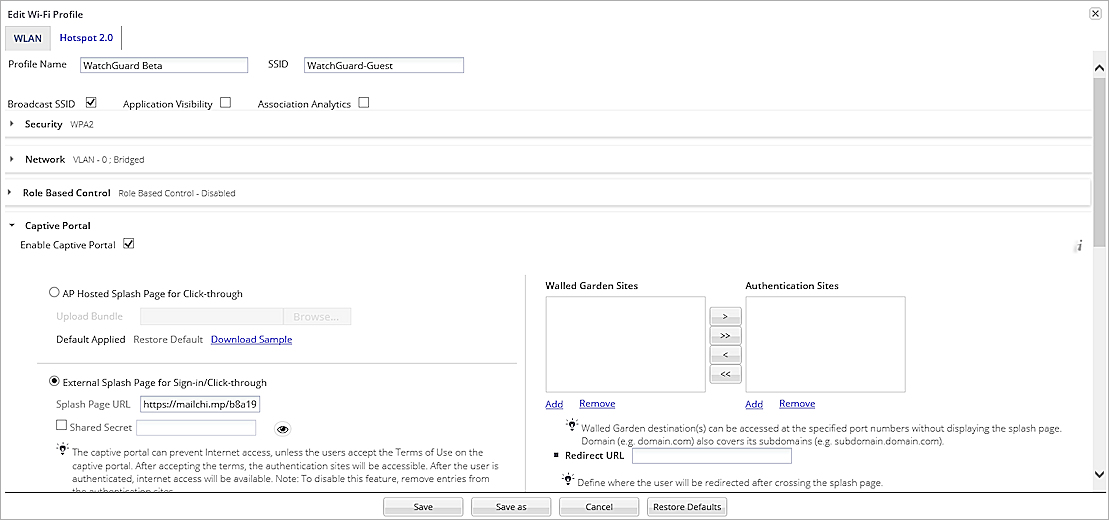 Edit Wi-Fi Profile
WLAN
Hotspot 2.0
Profile Name WatchGuard Beta SSID WatchGuard-Guest
Broadcast SSID Application Visibility Association Analytics
Security WPA2
Network VLAN - 0 ; Bridged
Role Based Control Role Based Control - Disabled
Captive Portal
Enable Captive Portal
i
AP Hosted Splash Page for Click-through
Upload Bundle Browse...
Default Applied Restore Default Download Sample
External Splash Page for Sign-in/Click-through
Splash Page URL https://mailchi.mp/b8a19
Shared Secret
The captive portal can prevent Internet access, unless the users accept the Terms of Use on the
captive portal. After accepting the terms, the authentication sites will be accessible. After the user is
authenticated, internet access will be available. Note: To disable this feature, remove entries from
the authentication sites.
Walled Garden Sites Authentication Sites
>
>>
<
<<
Add Remove Add Remove
Walled Garden destination(s) can be accessed at the specified port numbers without displaying the splash page.
Domain (e.g. domain.com) also covers its subdomains (e.g. subdomain.domain.com).
Redirect URL
Define where the user will be redirected after crossing the splash page.
Save Save as Cancel Restore Defaults